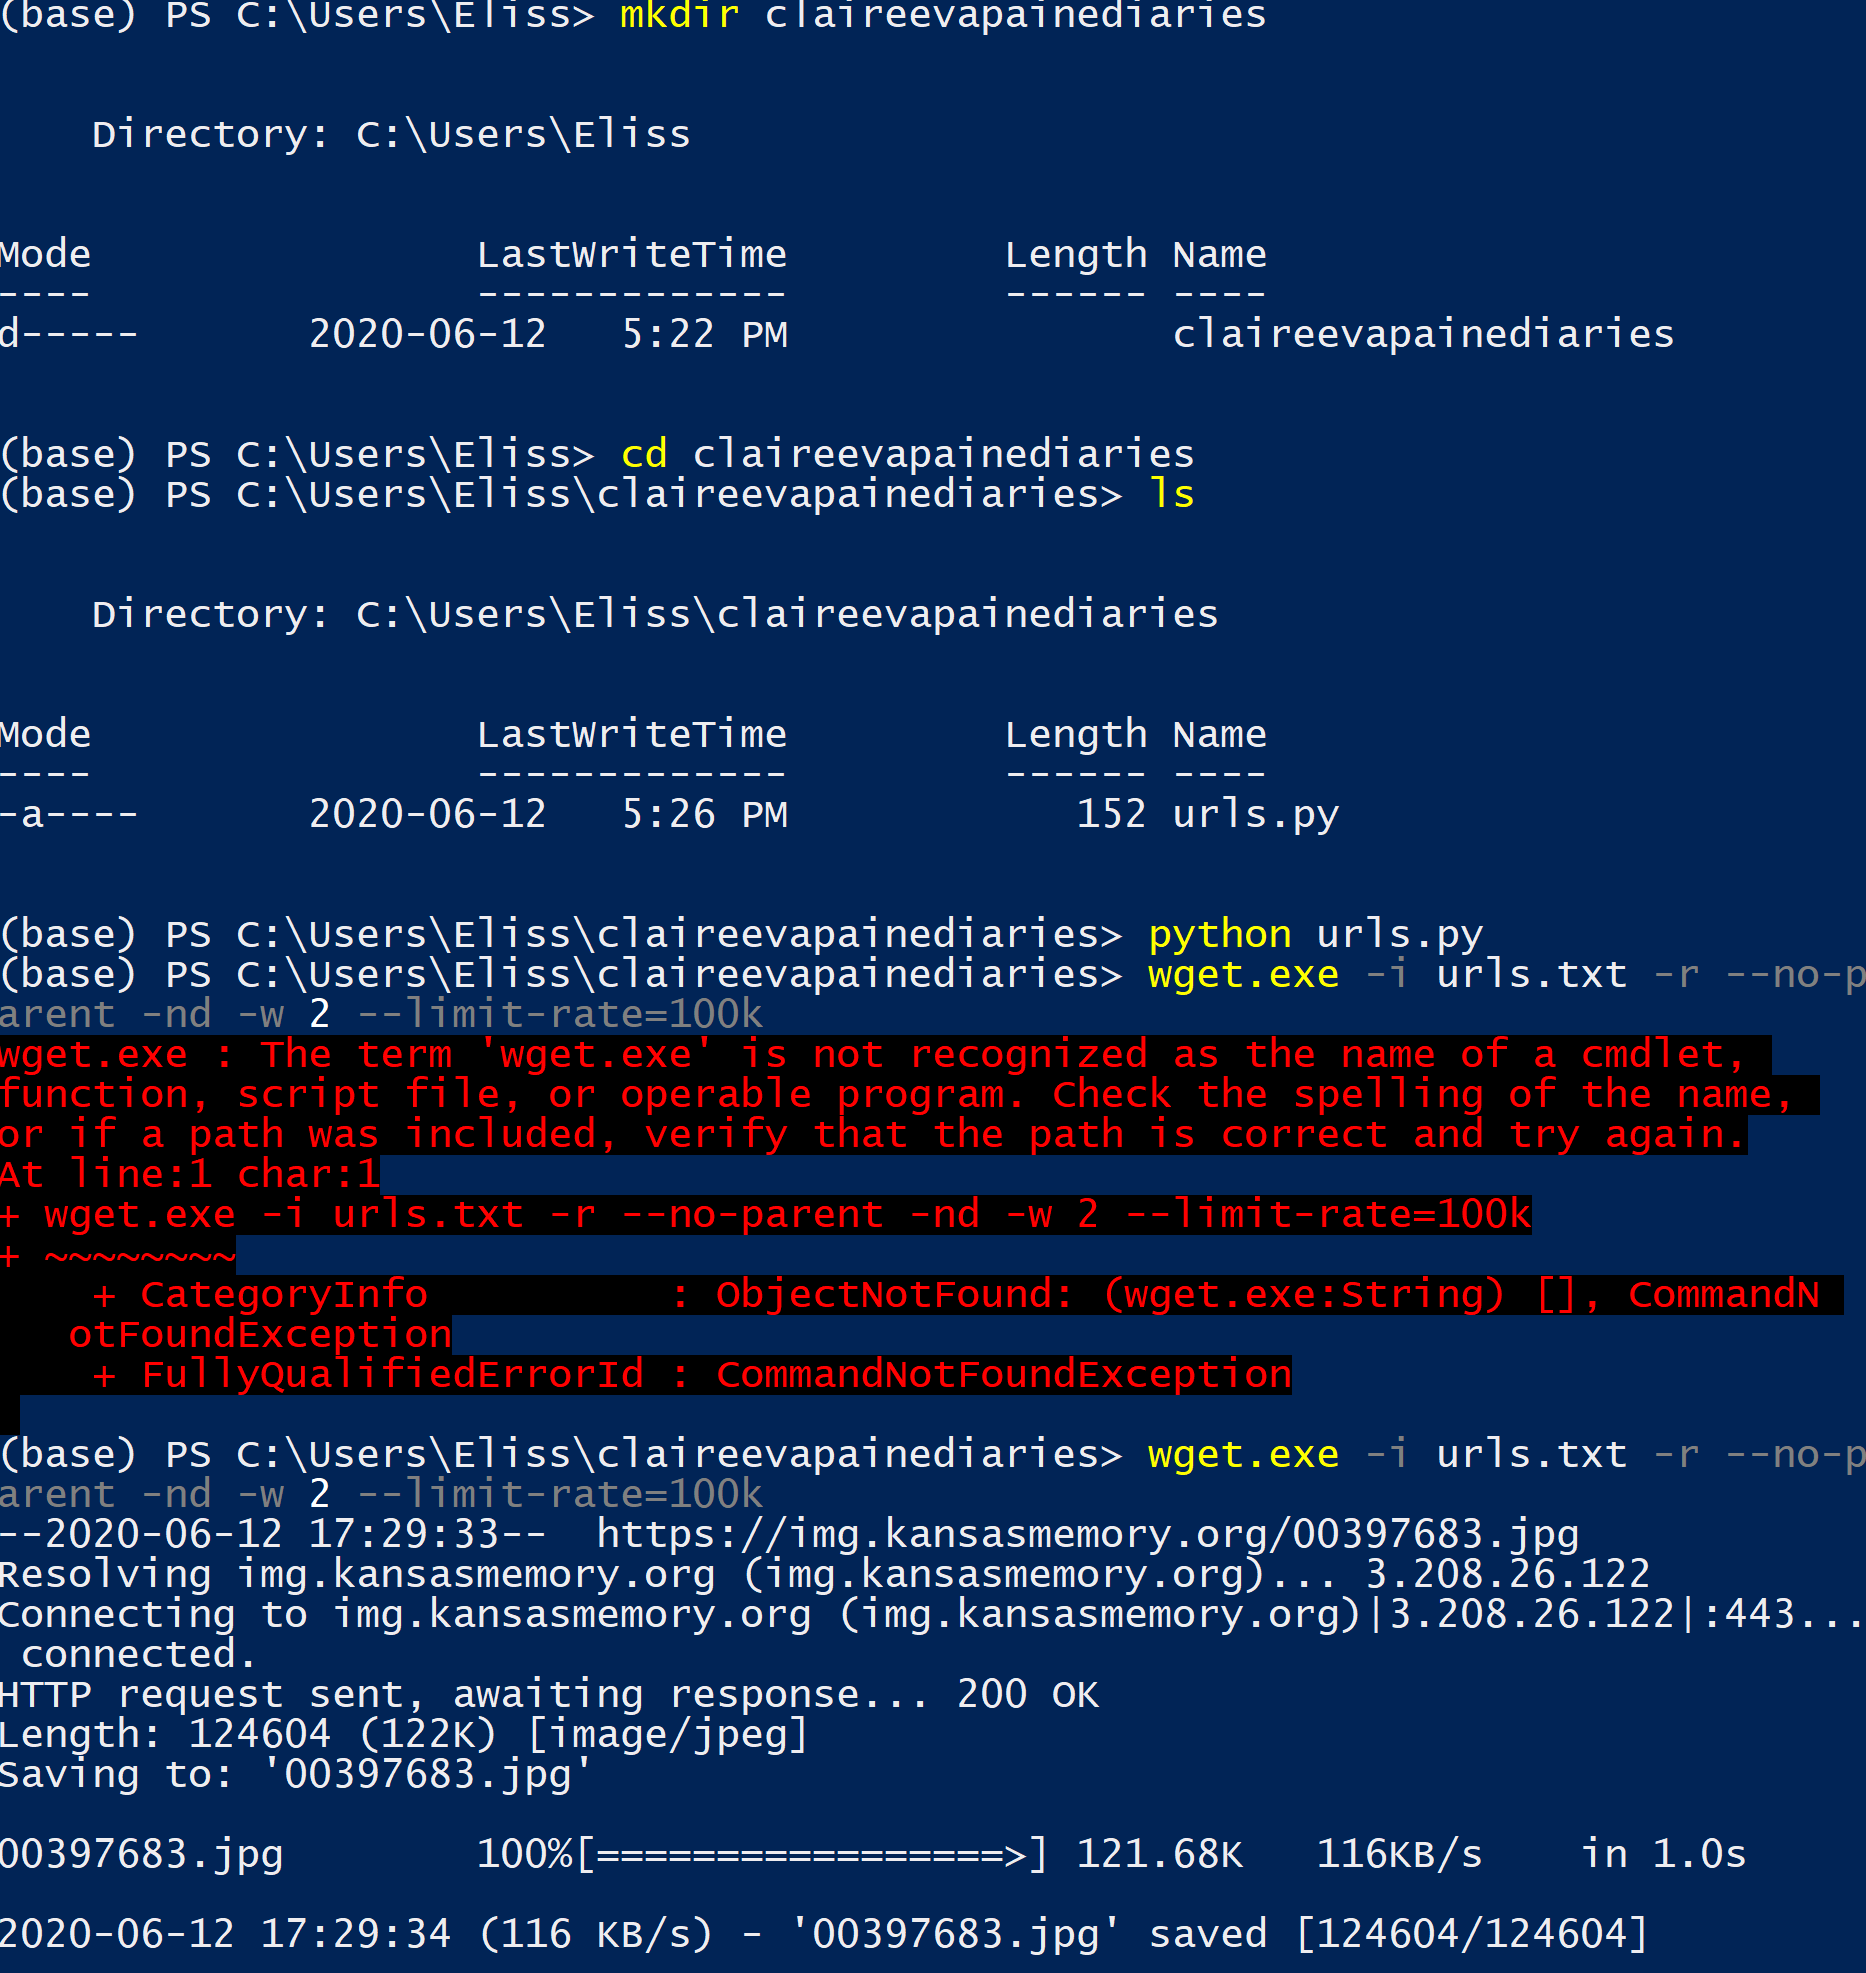 (base) PS C:\Users\Eliss> mkdir claireevapainediaries
Directory: C:\Users\Eliss
Mode LastWriteTime Length Name
---- ------------- ------ ----
d----- 2020-06-12 5:22 PM claireevapainediaries
(base) PS C:\Users\Eliss> cd claireevapainediaries
(base) PS C:\Users\Eliss\claireevapainediaries> ls
Directory: C:\Users\Eliss\claireevapainediaries
Mode LastWriteTime Length Name
---- ------------- ------ ----
-a---- 2020-06-12 5:26 PM 152 urls.py
(base) PS C:\Users\Eliss\claireevapainediaries> python urls.py
(base) PS C:\Users\Eliss\claireevapainediaries> wget.exe -i urls.txt -r --no-p
arent -nd -w 2 --limit-rate=100k
wget.exe : The term 'wget.exe' is not recognized as the name of a cmdlet,
function, script file, or operable program. Check the spelling of the name,
or if a path was included, verify that the path is correct and try again.
At line:1 char:1
+ wget.exe -i urls.txt -r --no-parent -nd -w 2 --limit-rate=100k
+ ~~~~~~~~
+ CategoryInfo : ObjectNotFound: (wget.exe:String) [], CommandN
otFoundException
+ FullyQualifiedErrorId : CommandNotFoundException
(base) PS C:\Users\Eliss\claireevapainediaries> wget.exe -i urls.txt -r --no-p
arent -nd -w 2 --limit-rate=100k
--2020-06-12 17:29:33-- https://img.kansasmemory.org/00397683.jpg
Resolving img.kansasmemory.org (img.kansasmemory.org)... 3.208.26.122
Connecting to img.kansasmemory.org (img.kansasmemory.org)|3.208.26.122|:443...
connected.
HTTP request sent, awaiting response... 200 OK
Length: 124604 (122K) [image/jpeg]
Saving to: '00397683.jpg'
00397683.jpg 100%[=================>] 121.68K 116KB/s in 1.0s
2020-06-12 17:29:34 (116 KB/s) - '00397683.jpg' saved [124604/124604]